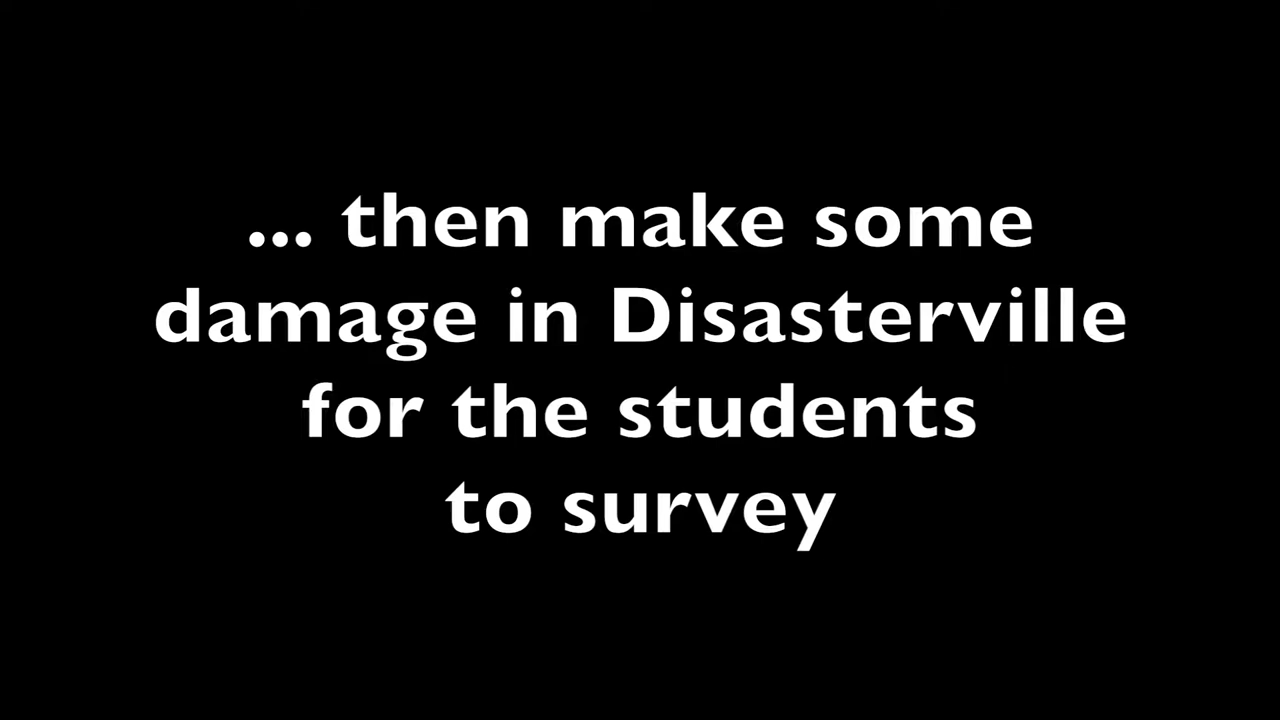 ... then make some
damage in Disasterville
for the students
to survey